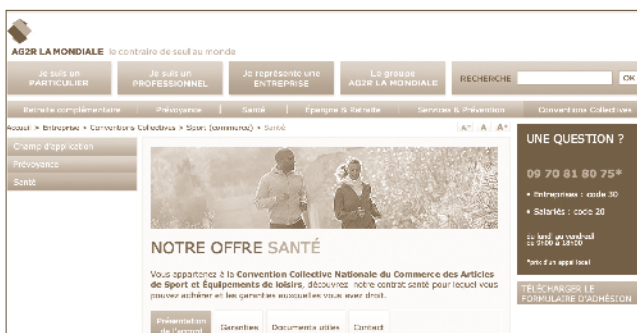 AG2R LA MONDIALE le contraire de seul au monde
Je suis un PARTICULIER
Je suis un PROFESSIONNEL
Je représente une ENTREPRISE
Le groupe AG2R LA MONDIALE
RECHERCHE
OK
Retraite complémentaire
Prévoyance
Santé
Epargne & Retraite
Services & Prévention
Conventions Collectives
Accueil > Entreprise > Conventions Collectives > Sport (commerce) > Santé
A⁻ A A⁺
Champ d'application
Prévoyance
Santé
NOTRE OFFRE SANTÉ
Vous appartenez à la Convention Collective Nationale du Commerce des Articles
de Sport et Équipements de loisirs, découvrez notre contrat santé pour lequel vous
pouvez adhérer et les garanties auxquelles vous avez droit.
Présentation
de l'accord
Garanties
Documents utiles
Contact
UNE QUESTION ?
09 70 81 80 75*
• Entreprises : code 30
• Salariés : code 20
du lundi au vendredi
de 9h00 à 18h00
*prix d'un appel local
TÉLÉCHARGER LE
FORMULAIRE D'ADHÉSION